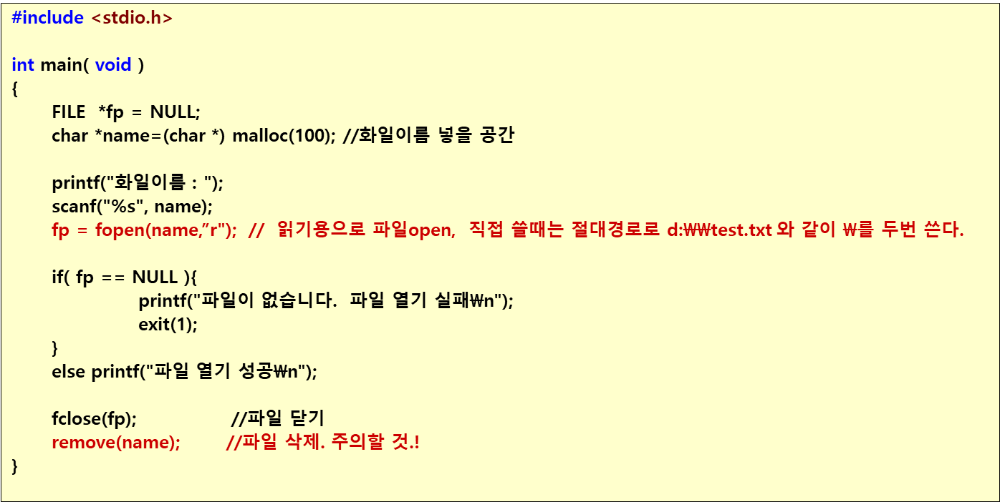 #include <stdio.h>
int main( void )
{
FILE *fp = NULL;
char *name=(char *) malloc(100); //화일이름 넣을 공간
printf("화일이름 : ");
scanf("%s", name);
fp = fopen(name,”r"); // 읽기용으로 파일open, 직접 쓸때는 절대경로로 d:₩₩test.txt 와 같이 ₩를 두번 쓴다.
if( fp == NULL ){
printf("파일이 없습니다. 파일 열기 실패₩n");
exit(1);
}
else printf("파일 열기 성공₩n");
fclose(fp); //파일 닫기
remove(name); //파일 삭제. 주의할 것.!
}